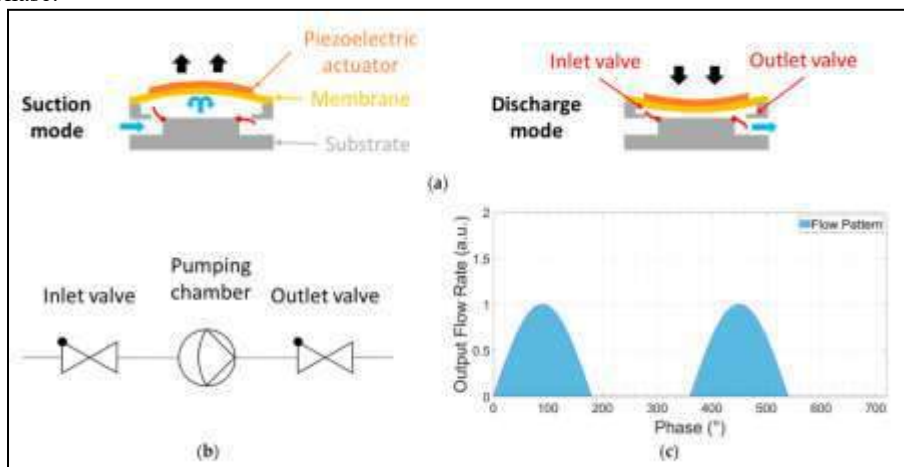 Piezoelectric
actuator
Membrane
Substrate
Suction
mode
Inlet valve
Outlet valve
Discharge
mode
(a)
Inlet valve
Pumping
chamber
Outlet valve
(b)
Output Flow Rate (a.u.)
2
1.5
1
0.5
0
0 100 200 300 400 500 600 700
Phase (°)
Flow Pattern
(c)